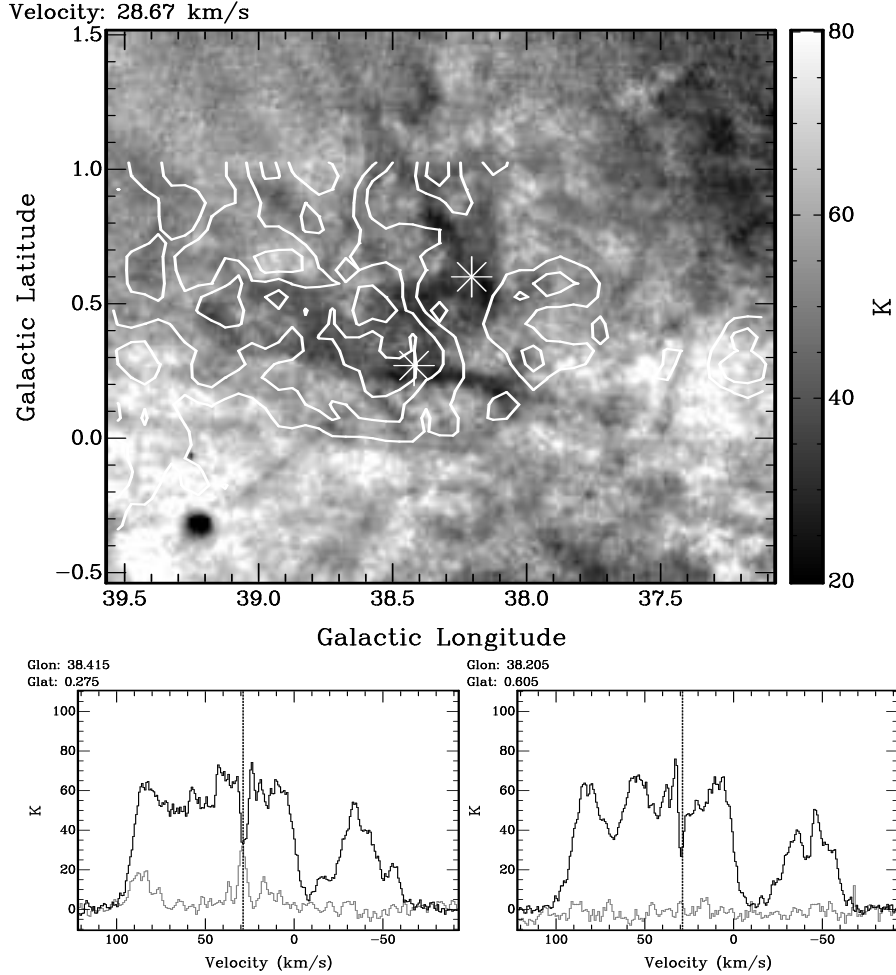 Velocity: 28.67 km/s
1.5
1.0
0.5
0.0
−0.5
Galactic Latitude
39.5 39.0 38.5 38.0 37.5
Galactic Longitude
80
60
40
20
K
Glon: 38.415
Glat: 0.275
100
80
60
40
20
0
K
100 50 0 −50
Velocity (km/s)
Glon: 38.205
Glat: 0.605
100
80
60
40
20
0
K
100 50 0 −50
Velocity (km/s)